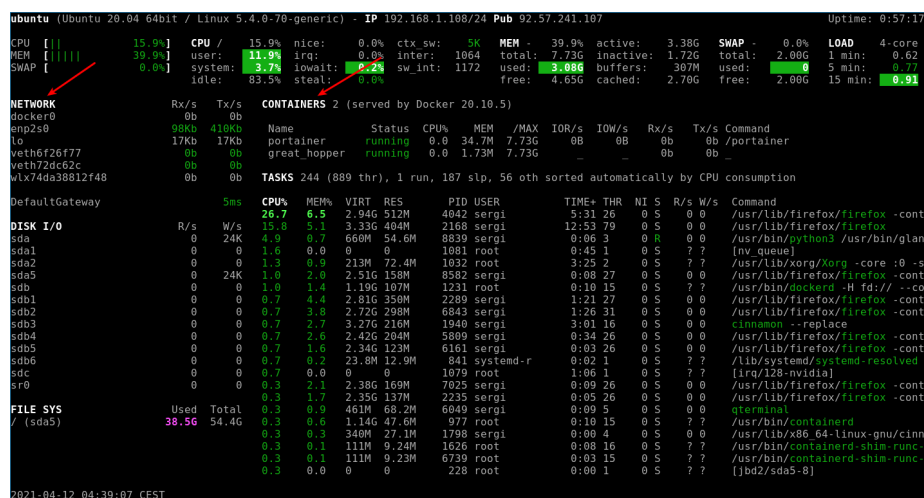 ubuntu (Ubuntu 20.04 64bit / Linux 5.4.0-70-generic) - IP 192.168.1.108/24 Pub 92.57.241.107 Uptime: 0:57:17
CPU [|| 15.9%] CPU / 15.9% nice: 0.0% ctx_sw: 5K MEM - 39.9% active: 3.38G SWAP - 0.0% LOAD 4-core
MEM [||||| 39.9%] user: 11.9% irq: 0.0% inter: 1064 total: 7.73G inactive: 1.72G total: 2.00G 1 min: 0.62
SWAP [ 0.0%] system: 3.7% iowait: 0.2% sw_int: 1172 used: 3.08G buffers: 307M used: 0 5 min: 0.77
idle: 83.5% steal: 0.0% free: 4.65G cached: 2.70G free: 2.00G 15 min: 0.91
NETWORK Rx/s Tx/s CONTAINERS 2 (served by Docker 20.10.5)
docker0 0b 0b
enp2s0 98Kb 410Kb Name Status CPU% MEM /MAX IOR/s IOW/s Rx/s Tx/s Command
lo 17Kb 17Kb portainer running 0.0 34.7M 7.73G 0B 0B 0b 0b /portainer
veth6f26f77 0b 0b great_hopper running 0.0 1.73M 7.73G _ _ 0b 0b _
veth72dc62c 0b 0b
wlx74da38812f48 0b 0b TASKS 244 (889 thr), 1 run, 187 slp, 56 oth sorted automatically by CPU consumption
DefaultGateway 5ms CPU% MEM% VIRT RES PID USER TIME+ THR NI S R/s W/s Command
26.7 6.5 2.94G 512M 4042 sergi 5:31 26 0 S 0 0 /usr/lib/firefox/firefox -cont
DISK I/O R/s W/s 15.8 5.1 3.33G 404M 2168 sergi 12:53 79 0 S 0 0 /usr/lib/firefox/firefox
sda 0 24K 4.9 0.7 660M 54.6M 8839 sergi 0:06 3 0 R 0 0 /usr/bin/python3 /usr/bin/glan
sda1 0 0 1.6 0.0 0 0 1081 root 0:45 1 0 S ? ? [nv_queue]
sda2 0 0 1.3 0.9 213M 72.4M 1032 root 3:25 2 0 S ? ? /usr/lib/xorg/Xorg -core :0 -s
sda5 0 24K 1.0 2.0 2.51G 158M 8582 sergi 0:08 27 0 S 0 0 /usr/lib/firefox/firefox -cont
sdb 0 0 1.0 1.4 1.19G 107M 1231 root 0:10 15 0 S ? ? /usr/bin/dockerd -H fd:// --co
sdb1 0 0 0.7 4.4 2.81G 350M 2289 sergi 1:21 27 0 S 0 0 /usr/lib/firefox/firefox -cont
sdb2 0 0 0.7 3.8 2.72G 298M 6843 sergi 1:26 31 0 S 0 0 /usr/lib/firefox/firefox -cont
sdb3 0 0 0.7 2.7 3.27G 216M 1940 sergi 3:01 16 0 S 0 0 cinnamon --replace
sdb4 0 0 0.7 2.6 2.42G 204M 5809 sergi 0:34 26 0 S 0 0 /usr/lib/firefox/firefox -cont
sdb5 0 0 0.7 1.6 2.34G 123M 6161 sergi 0:03 26 0 S 0 0 /usr/lib/firefox/firefox -cont
sdb6 0 0 0.7 0.2 23.8M 12.9M 841 systemd-r 0:02 1 0 S ? ? /lib/systemd/systemd-resolved
sdc 0 0 0.7 0.0 0 0 1079 root 1:06 1 0 S ? ? [irq/128-nvidia]
sr0 0 0 0.3 2.1 2.38G 169M 7025 sergi 0:09 26 0 S 0 0 /usr/lib/firefox/firefox -cont
0.3 1.7 2.35G 137M 2235 sergi 0:05 26 0 S 0 0 /usr/lib/firefox/firefox -cont
FILE SYS Used Total 0.3 0.9 461M 68.2M 6049 sergi 0:09 5 0 S 0 0 qterminal
/ (sda5) 38.5G 54.4G 0.3 0.6 1.14G 47.6M 977 root 0:10 15 0 S ? ? /usr/bin/containerd
0.3 0.3 340M 27.1M 1798 sergi 0:00 4 0 S 0 0 /usr/lib/x86_64-linux-gnu/cinn
0.3 0.1 111M 9.24M 1626 root 0:08 16 0 S ? ? /usr/bin/containerd-shim-runc-
0.3 0.1 111M 9.23M 6739 root 0:03 15 0 S ? ? /usr/bin/containerd-shim-runc-
0.3 0.0 0 0 228 root 0:00 1 0 S ? ? [jbd2/sda5-8]
2021-04-12 04:39:07 CEST